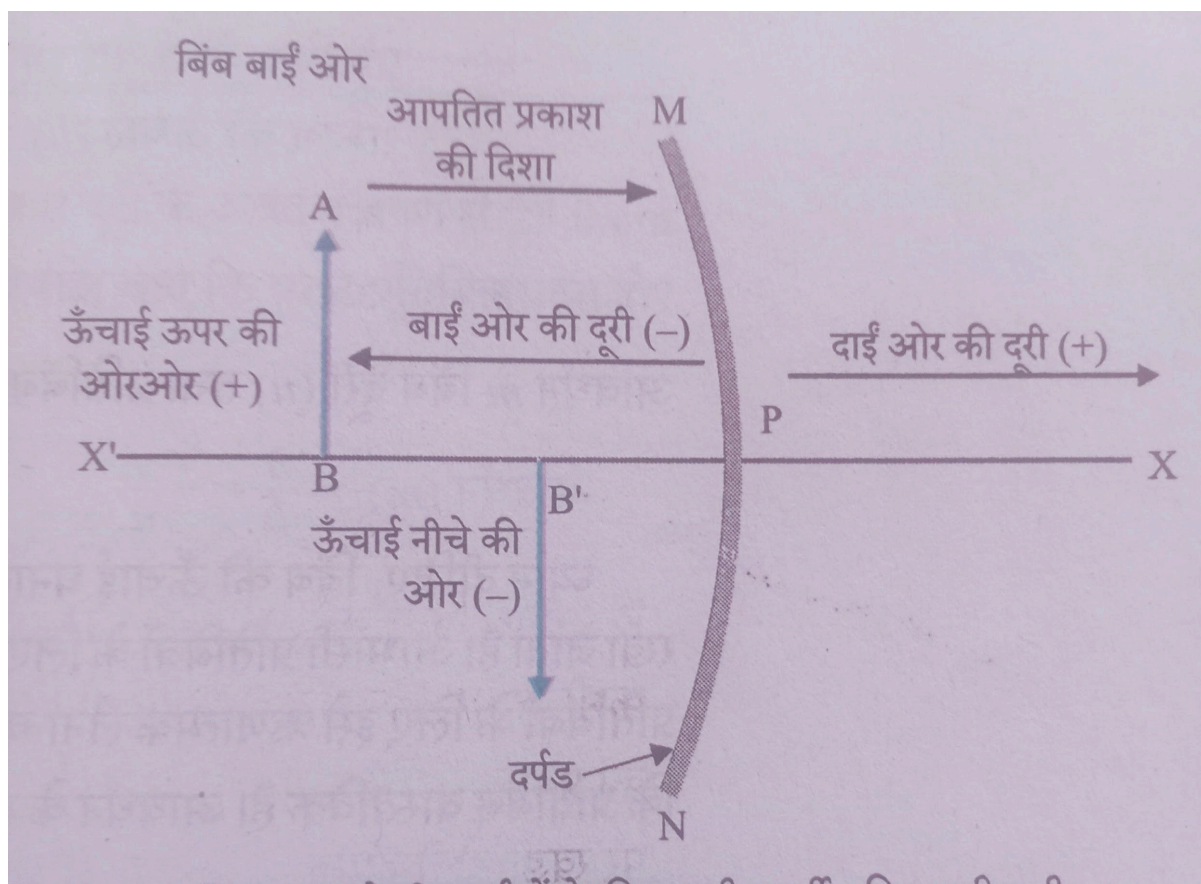 बिंब बाईं ओर
आपतित प्रकाश
की दिशा
M
A
ऊँचाई ऊपर की
ओरओर (+)
बाईं ओर की दूरी (–)
दाईं ओर की दूरी (+)
P
X'
B
B'
X
ऊँचाई नीचे की
ओर (–)
दर्पड
N